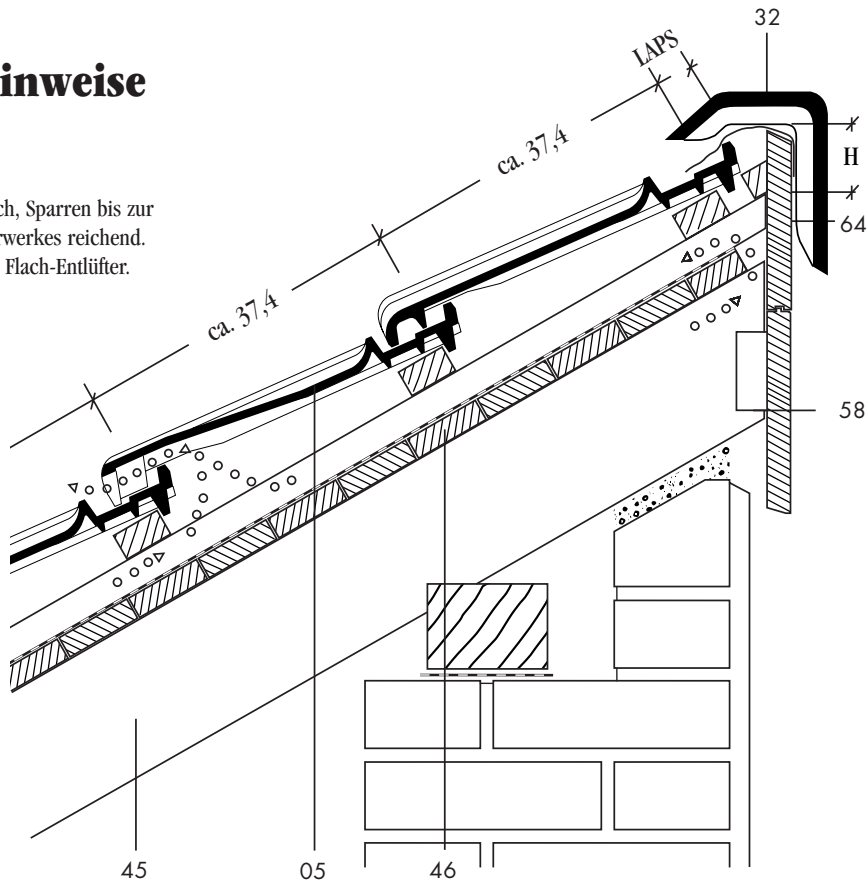 inweise
ch, Sparren bis zur
rwerkes reichend.
Flach-Entlüfter.
32
LAPS
ca. 37,4
H
64
ca. 37,4
58
45
05
46